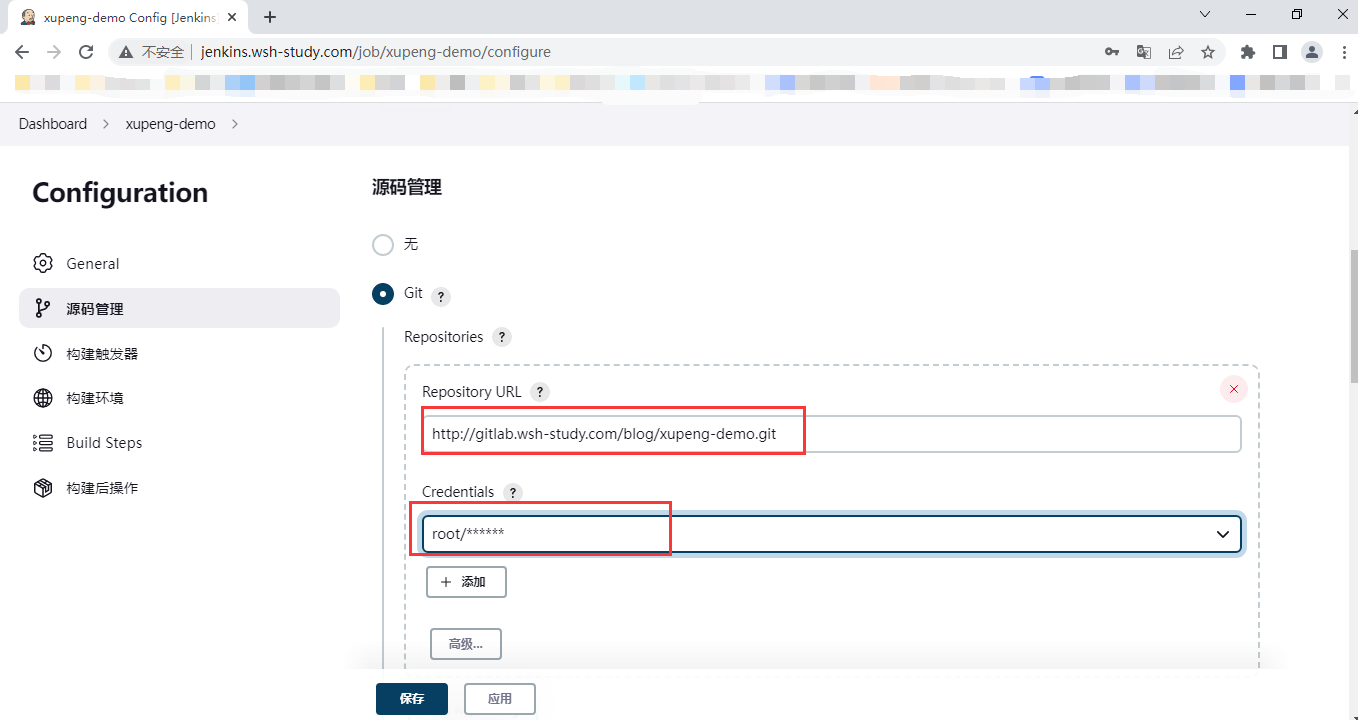 xupeng-demo Config [Jenkins]
不安全 jenkins.wsh-study.com/job/xupeng-demo/configure
Dashboard xupeng-demo
Configuration
General
源码管理
构建触发器
构建环境
Build Steps
构建后操作
源码管理
无
Git ?
Repositories ?
Repository URL ?
http://gitlab.wsh-study.com/blog/xupeng-demo.git
Credentials ?
root/******
添加
高级...
保存 应用